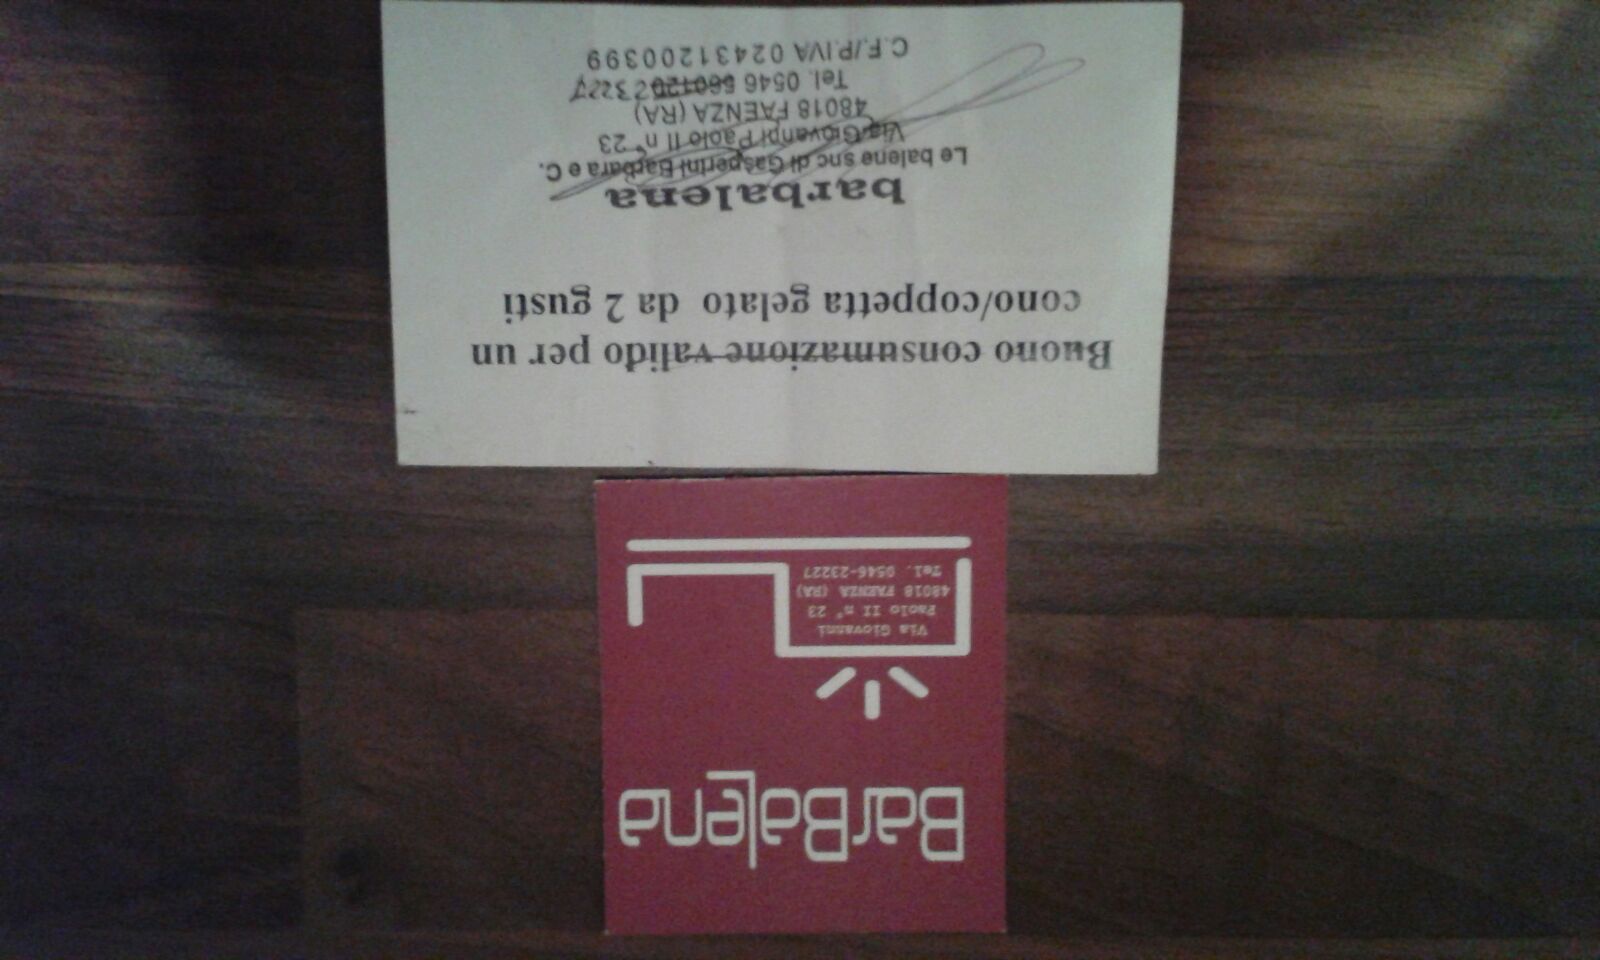 BarBalena
Via Giovanni
Paolo II n° 23
48018 FAENZA (RA)
Tel. 0546-23227
Buono consumazione valido per un
cono/coppetta gelato da 2 gusti
barbalena
Le balene snc di Gasperini Barbara e C.
Via Giovanni Paolo II n° 23
48018 FAENZA (RA)
Tel. 0546 560120 23227
C.F./P.IVA 02431200399